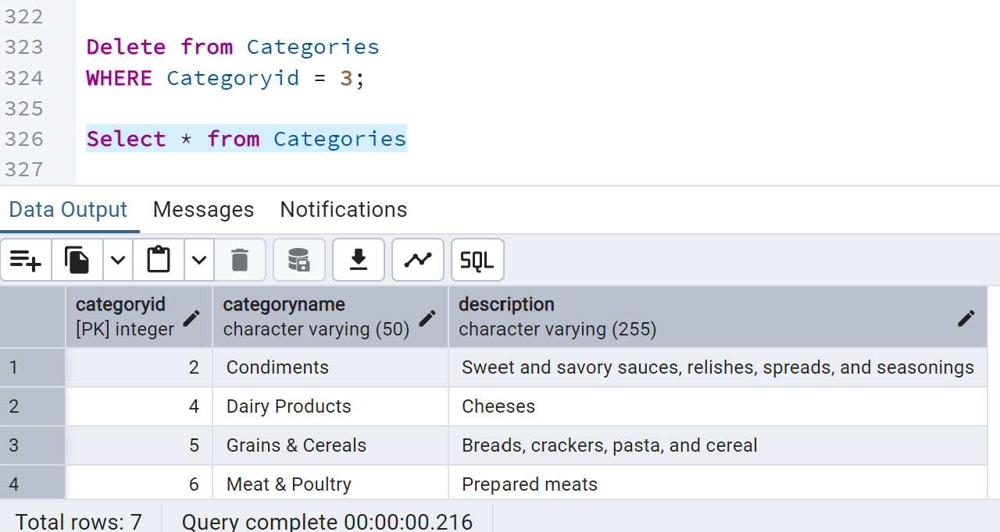 322
323 Delete from Categories
324 WHERE Categoryid = 3;
325
326 Select * from Categories
327
Data Output Messages Notifications
SQL
categoryid categoryname description
[PK] integer character varying (50) character varying (255)
1 2 Condiments Sweet and savory sauces, relishes, spreads, and seasonings
2 4 Dairy Products Cheeses
3 5 Grains & Cereals Breads, crackers, pasta, and cereal
4 6 Meat & Poultry Prepared meats
Total rows: 7 Query complete 00:00:00.216